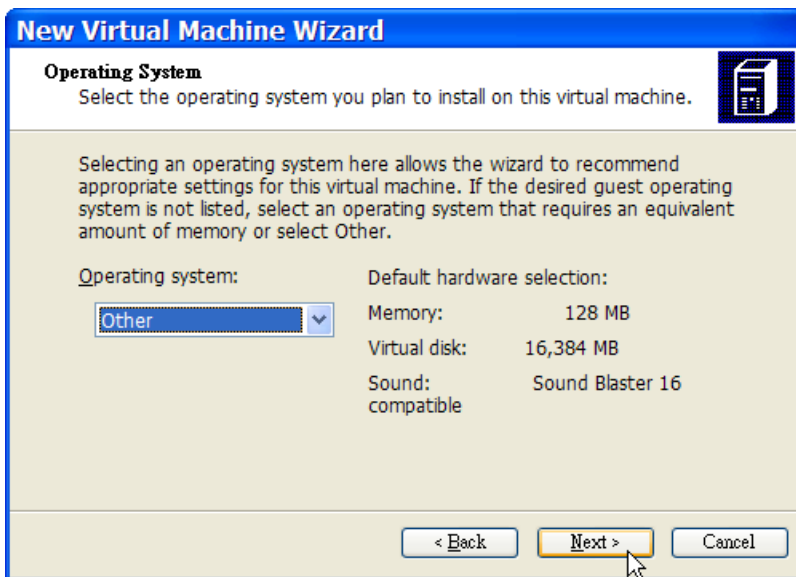 New Virtual Machine Wizard
Operating System
Select the operating system you plan to install on this virtual machine.
Selecting an operating system here allows the wizard to recommend
appropriate settings for this virtual machine. If the desired guest operating
system is not listed, select an operating system that requires an equivalent
amount of memory or select Other.
Operating system:
Other
Default hardware selection:
Memory: 128 MB
Virtual disk: 16,384 MB
Sound: Sound Blaster 16
compatible
< Back Next > Cancel